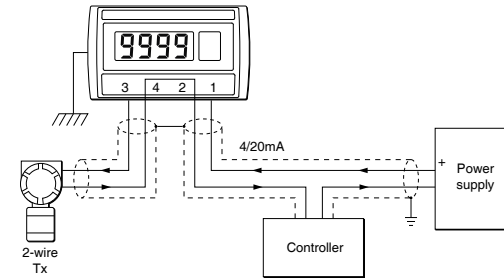 9999
3 4 2 1
4/20mA
+
Power
supply
Controller
2-wire
Tx